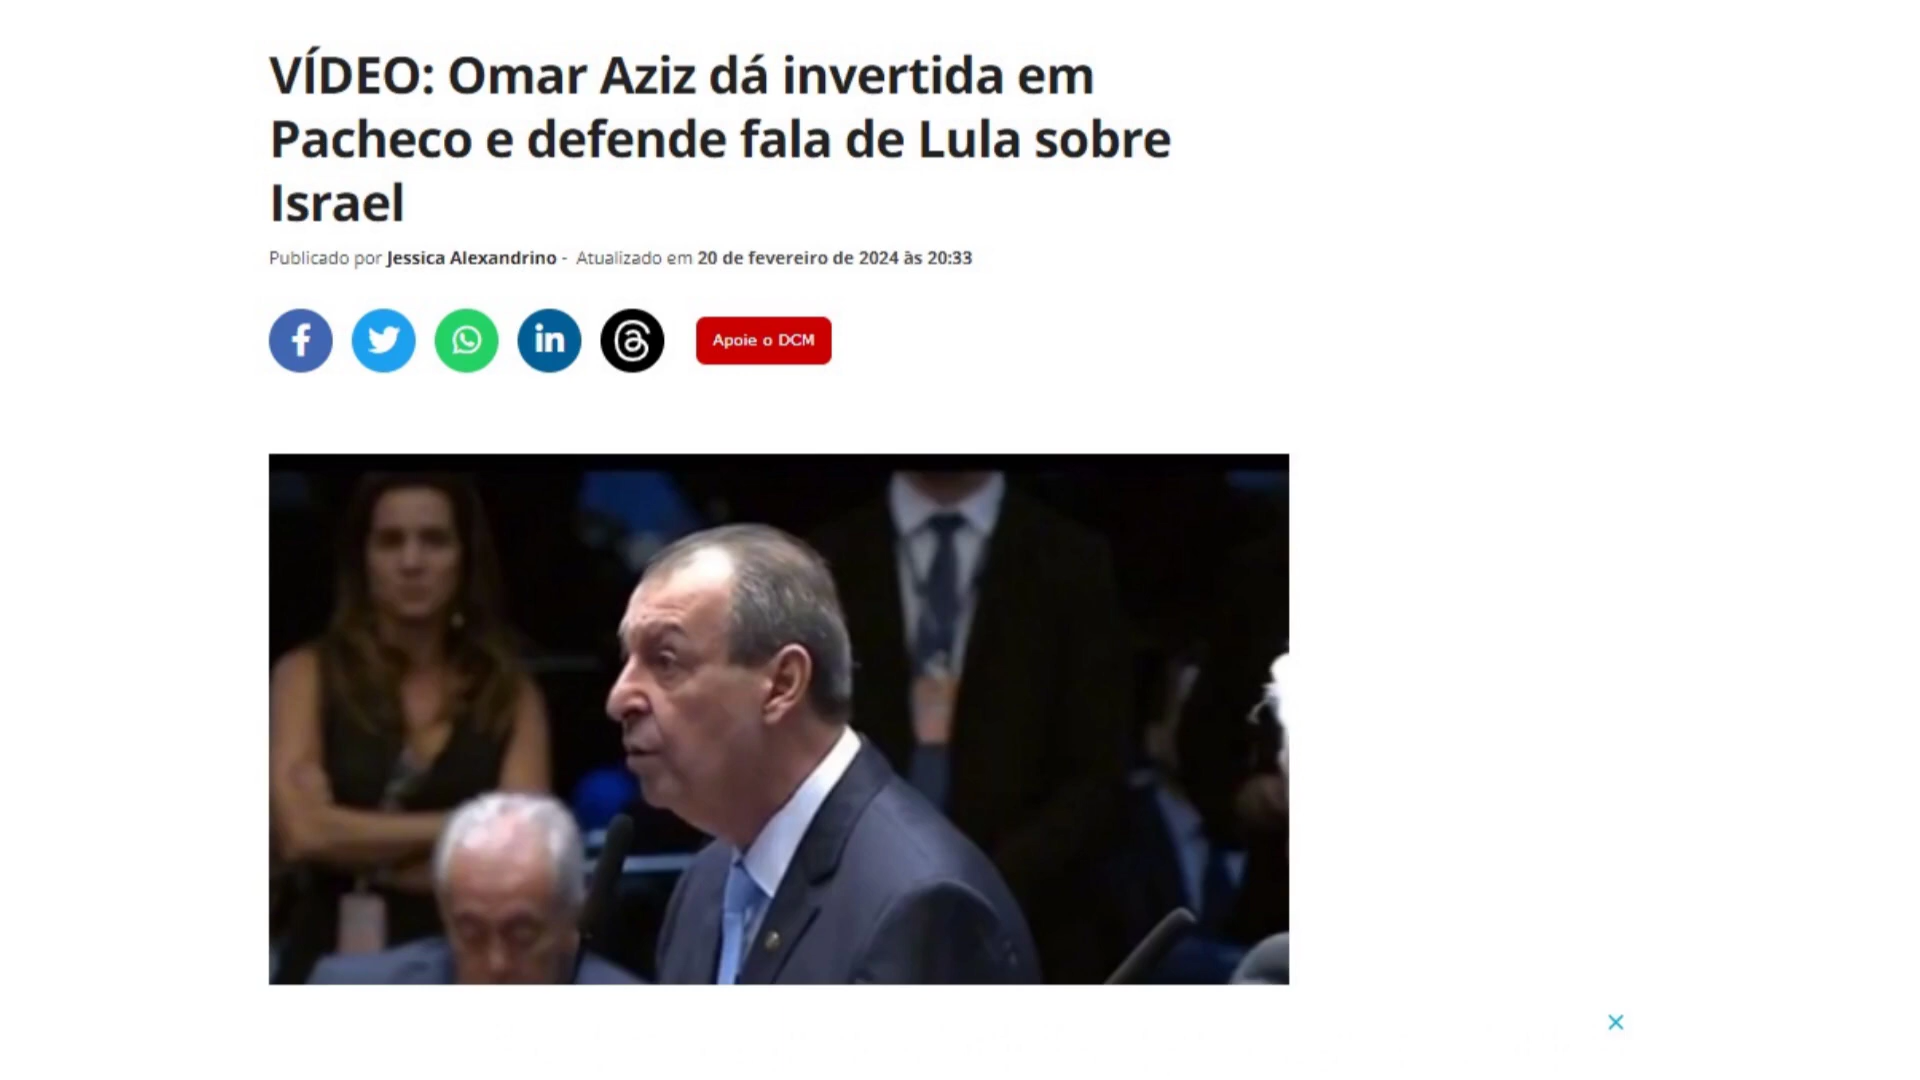 VÍDEO: Omar Aziz dá invertida em
Pacheco e defende fala de Lula sobre
Israel
Publicado por Jessica Alexandrino - Atualizado em 20 de fevereiro de 2024 às 20:33
Apoie o DCM